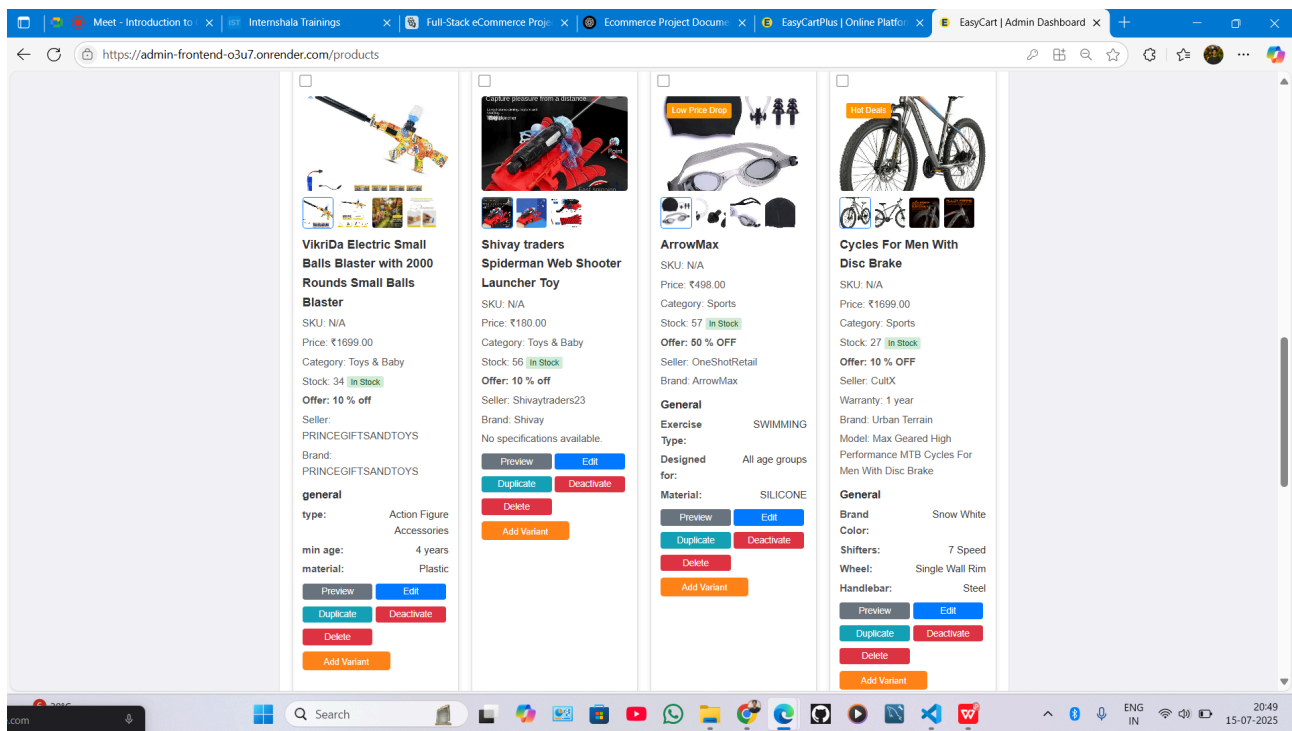 Meet - Introduction to
IST Internshala Trainings
Full-Stack eCommerce Proje
Ecommerce Project Docume
E EasyCartPlus | Online Platfor
E EasyCart | Admin Dashboard
https://admin-frontend-o3u7.onrender.com/products
VikriDa Electric Small
Balls Blaster with 2000
Rounds Small Balls
Blaster
SKU: N/A
Price: ₹1699.00
Category: Toys & Baby
Stock: 34 In Stock
Offer: 10 % off
Seller:
PRINCEGIFTSANDTOYS
Brand:
PRINCEGIFTSANDTOYS
general
type: Action Figure
Accessories
min age: 4 years
material: Plastic
Preview Edit
Duplicate Deactivate
Delete
Add Variant
Capture pleasure from a distance
Shivay traders
Spiderman Web Shooter
Launcher Toy
SKU: N/A
Price: ₹180.00
Category: Toys & Baby
Stock: 56 In Stock
Offer: 10 % off
Seller: Shivaytraders23
Brand: Shivay
No specifications available.
Preview Edit
Duplicate Deactivate
Delete
Add Variant
Low Price Drop
ArrowMax
SKU: N/A
Price: ₹498.00
Category: Sports
Stock: 57 In Stock
Offer: 50 % OFF
Seller: OneShotRetail
Brand: ArrowMax
General
Exercise SWIMMING
Type:
Designed All age groups
for:
Material: SILICONE
Preview Edit
Duplicate Deactivate
Delete
Add Variant
Hot Deals
Cycles For Men With
Disc Brake
SKU: N/A
Price: ₹1699.00
Category: Sports
Stock: 27 In Stock
Offer: 10 % OFF
Seller: CultX
Warranty: 1 year
Brand: Urban Terrain
Model: Max Geared High
Performance MTB Cycles For
Men With Disc Brake
General
Brand Snow White
Color:
Shifters: 7 Speed
Wheel: Single Wall Rim
Handlebar: Steel
Preview Edit
Duplicate Deactivate
Delete
Add Variant
.com
Search
ENG
IN
20:49
15-07-2025